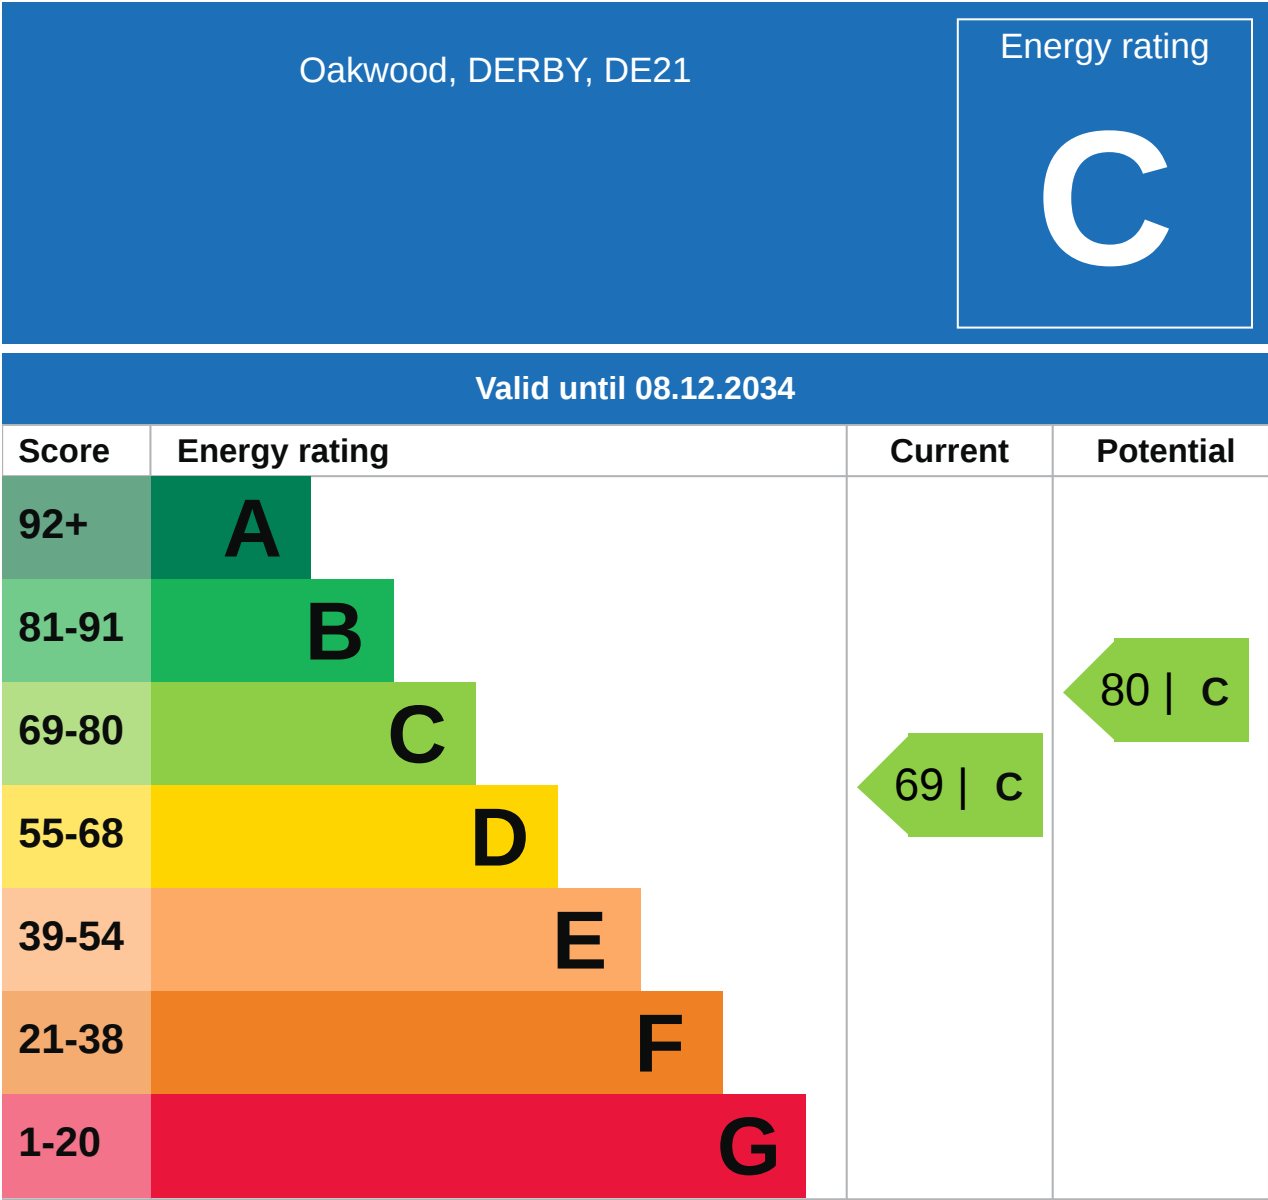 Oakwood, DERBY, DE21
Energy rating
C
Valid until 08.12.2034
Score Energy rating Current Potential
92+ A
81-91 B
69-80 C
80 | C
69 | C
55-68 D
39-54 E
21-38 F
1-20 G